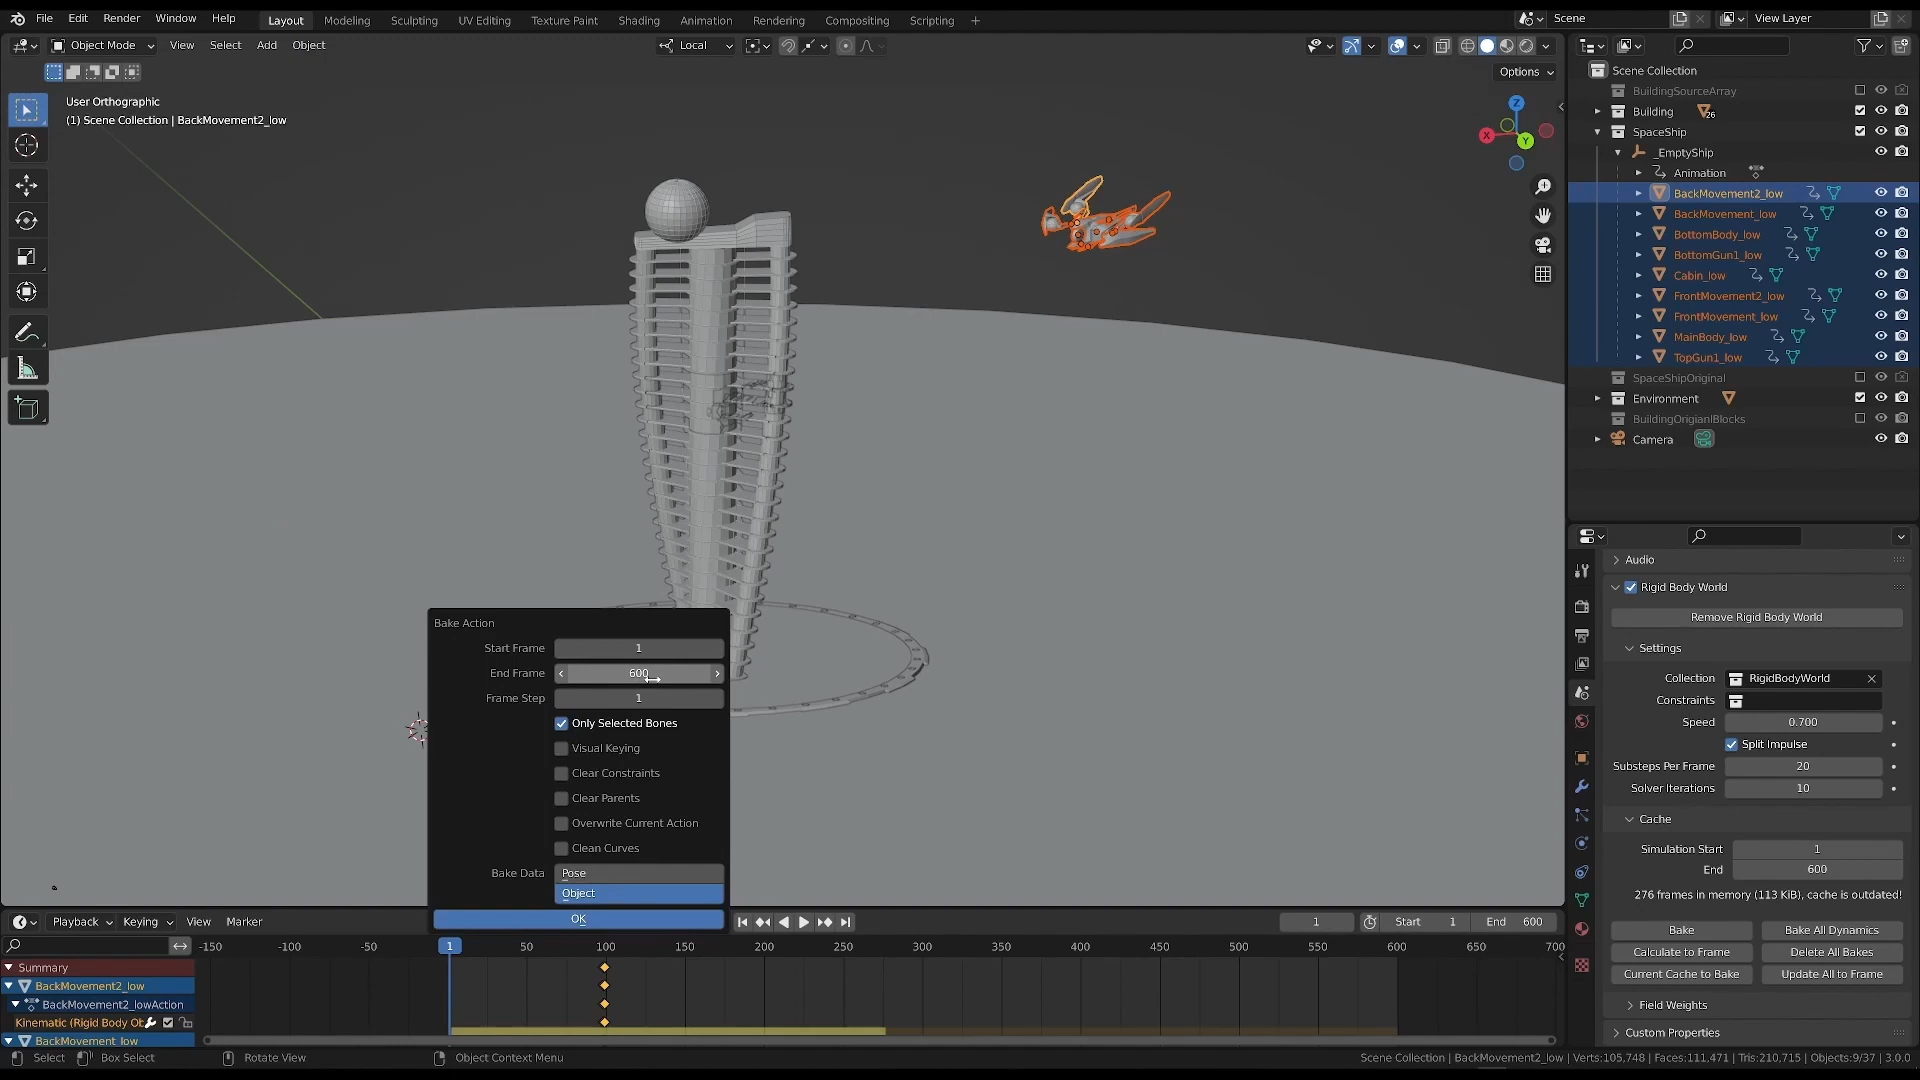 File Edit Render Window Help
Layout Modeling Sculpting UV Editing Texture Paint Shading Animation Rendering Compositing Scripting +
Scene
View Layer
Object Mode View Select Add Object
Local
Options
User Orthographic
(1) Scene Collection | BackMovement2_low
Z
X
Y
Scene Collection
BuildingSourceArray
Building 26
SpaceShip
_EmptyShip
Animation
BackMovement2_low
BackMovement_low
BottomBody_low
BottomGun1_low
Cabin_low
FrontMovement2_low
FrontMovement_low
MainBody_low
TopGun1_low
SpaceShipOriginal
Environment
BuildingOrigianlBlocks
Camera
Audio
Rigid Body World
Remove Rigid Body World
Settings
Collection RigidBodyWorld
Constraints
Speed 0.700
Split Impulse
Substeps Per Frame 20
Solver Iterations 10
Cache
Simulation Start 1
End 600
276 frames in memory (113 KiB), cache is outdated!
Bake Bake All Dynamics
Calculate to Frame Delete All Bakes
Current Cache to Bake Update All to Frame
Field Weights
Custom Properties
Bake Action
Start Frame 1
End Frame 600
Frame Step 1
Only Selected Bones
Visual Keying
Clear Constraints
Clear Parents
Overwrite Current Action
Clean Curves
Bake Data Pose
Object
OK
Playback Keying View Marker
1 Start 1 End 600
-150 -100 -50 1 50 100 150 200 250 300 350 400 450 500 550 600 650 700
Summary
BackMovement2_low
BackMovement2_lowAction
Kinematic (Rigid Body Ob
BackMovement_low
Select Box Select Rotate View Object Context Menu
Scene Collection | BackMovement2_low | Verts:105,748 | Faces:111,471 | Tris:210,715 | Objects:9/37 | 3.0.0